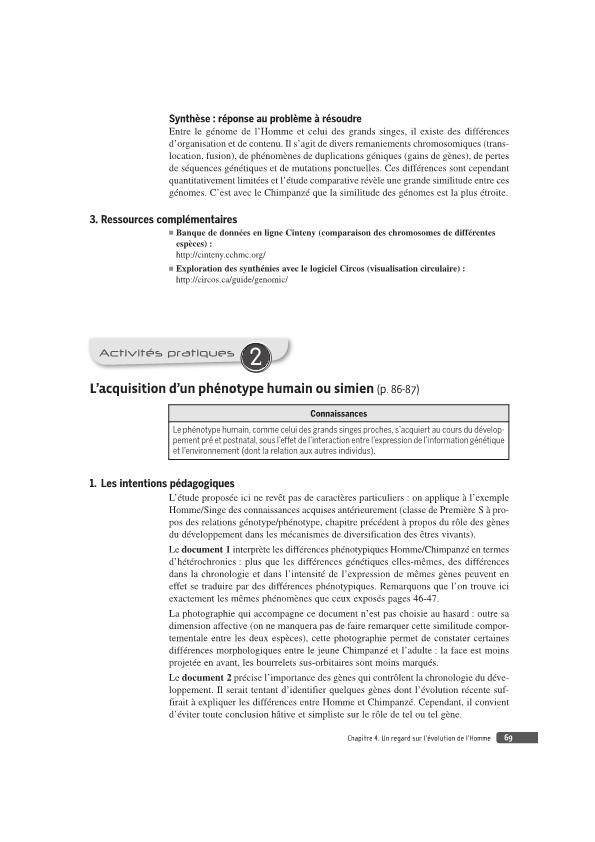 Synthèse : réponse au problème à résoudre
Entre le génome de l'Homme et celui des grands singes, il existe des différences
d'organisation et de contenu. Il s'agit de divers remaniements chromosomiques (trans-
location, fusion), de phénomènes de duplications géniques (gains de gènes), de pertes
de séquences génétiques et de mutations ponctuelles. Ces différences sont cependant
quantitativement limitées et l'étude comparative révèle une grande similitude entre ces
génomes. C'est avec le Chimpanzé que la similitude des génomes est la plus étroite.
3. Ressources complémentaires
■ Banque de données en ligne Cinteny (comparaison des chromosomes de différentes
espèces) :
http://cinteny.cchmc.org/
■ Exploration des synthénies avec le logiciel Circos (visualisation circulaire) :
http://circos.ca/guide/genomic/
Activités pratiques 2
L'acquisition d'un phénotype humain ou simien (p. 86-87)
Connaissances
Le phénotype humain, comme celui des grands singes proches, s'acquiert au cours du dévelop-
pement pré et postnatal, sous l'effet de l'interaction entre l'expression de l'information génétique
et l'environnement (dont la relation aux autres individus).
1. Les intentions pédagogiques
L'étude proposée ici ne revêt pas de caractères particuliers : on applique à l'exemple
Homme/Singe des connaissances acquises antérieurement (classe de Première S à pro-
pos des relations génotype/phénotype, chapitre précédent à propos du rôle des gènes
du développement dans les mécanismes de diversification des êtres vivants).
Le document 1 interprète les différences phénotypiques Homme/Chimpanzé en termes
d'hétérochronies : plus que les différences génétiques elles-mêmes, des différences
dans la chronologie et dans l'intensité de l'expression de mêmes gènes peuvent en
effet se traduire par des différences phénotypiques. Remarquons que l'on trouve ici
exactement les mêmes phénomènes que ceux exposés pages 46-47.
La photographie qui accompagne ce document n'est pas choisie au hasard : outre sa
dimension affective (on ne manquera pas de faire remarquer cette similitude compor-
tementale entre les deux espèces), cette photographie permet de constater certaines
différences morphologiques entre le jeune Chimpanzé et l'adulte : la face est moins
projetée en avant, les bourrelets sus-orbitaires sont moins marqués.
Le document 2 précise l'importance des gènes qui contrôlent la chronologie du déve-
loppement. Il serait tentant d'identifier quelques gènes dont l'évolution récente suf-
firait à expliquer les différences entre Homme et Chimpanzé. Cependant, il convient
d'éviter toute conclusion hâtive et simpliste sur le rôle de tel ou tel gène.
Chapitre 4. Un regard sur l'évolution de l'Homme 69